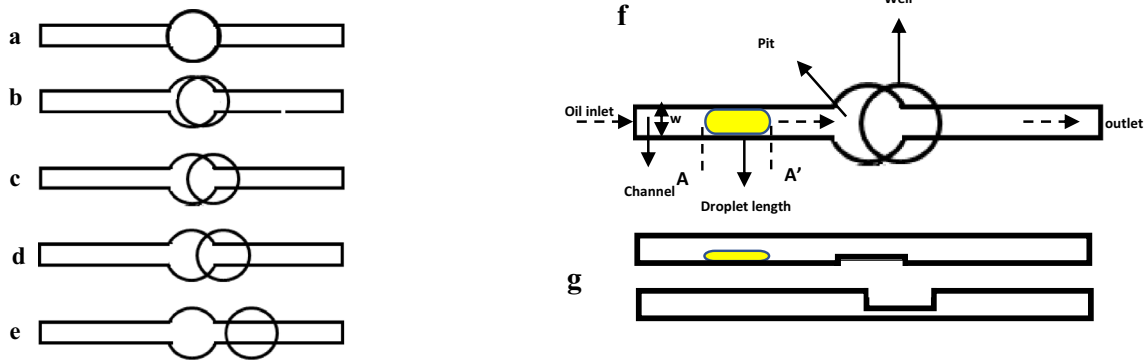 a
b
c
d
e
f
Well
Pit
Oil inlet
w
outlet
Channel
A
A’
Droplet length
g